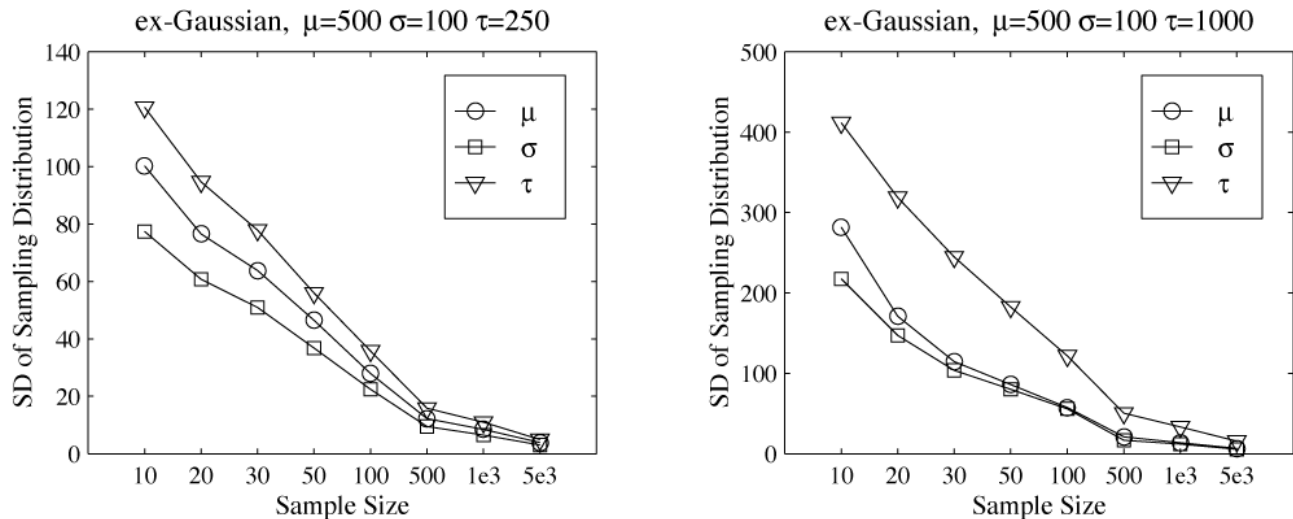 ex-Gaussian, μ=500 σ=100 τ=250
SD of Sampling Distribution
140
120
100
80
60
40
20
0
μ
σ
τ
10 20 30 50 100 500 1e3 5e3
Sample Size
ex-Gaussian, μ=500 σ=100 τ=1000
SD of Sampling Distribution
500
400
300
200
100
0
μ
σ
τ
10 20 30 50 100 500 1e3 5e3
Sample Size